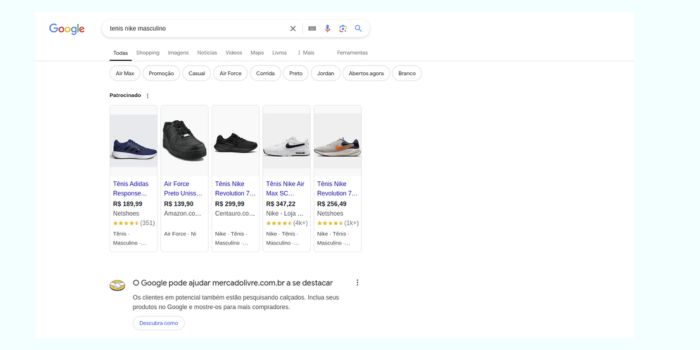 Google
tenis nike masculino
Todas Shopping Imagens Notícias Vídeos Maps Livros Mais Ferramentas
Air Max Promoção Casual Air Force Corrida Preto Jordan Abertos agora Branco
Patrocinado
Tênis Adidas
Response...
R$ 189,99
Netshoes
(351)
Tênis ·
Masculino ·...
Air Force
Preto Uniss...
R$ 139,90
Amazon.co...
Air Force · Ni
Tênis Nike
Revolution 7...
R$ 299,99
Centauro.co...
Nike · Tênis ·
Masculino ·...
Tênis Nike Air
Max SC...
R$ 347,22
Nike - Loja ...
(4k+)
Nike · Tênis ·
Masculino ·...
Tênis Nike
Revolution 7...
R$ 256,49
Netshoes
(1k+)
Nike · Tênis ·
Masculino ·...
O Google pode ajudar mercadolivre.com.br a se destacar
Os clientes em potencial também estão pesquisando calçados. Inclua seus
produtos no Google e mostre-os para mais compradores.
Descubra como